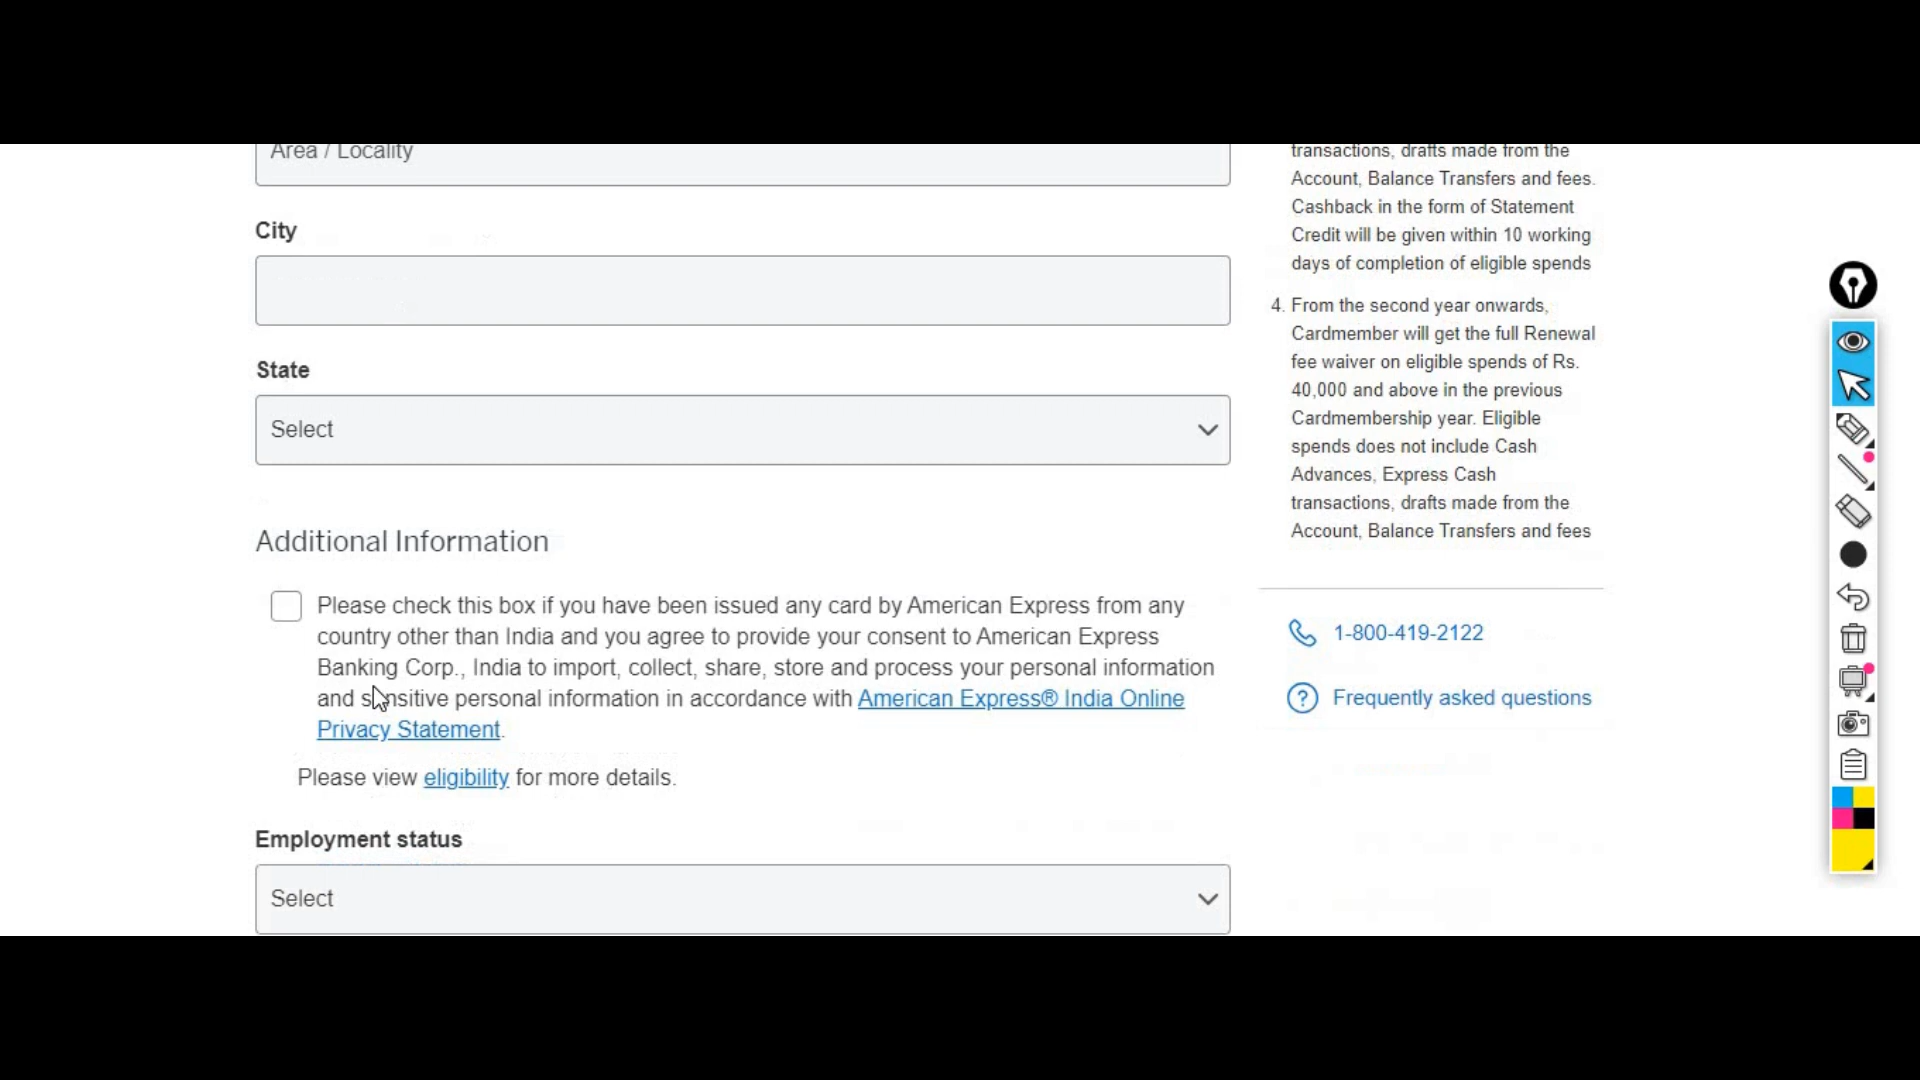 Area / Locality
City
State
Select
Additional Information
Please check this box if you have been issued any card by American Express from any
country other than India and you agree to provide your consent to American Express
Banking Corp., India to import, collect, share, store and process your personal information
and sensitive personal information in accordance with American Express® India Online
Privacy Statement.
Please view eligibility for more details.
Employment status
Select
transactions, drafts made from the
Account, Balance Transfers and fees.
Cashback in the form of Statement
Credit will be given within 10 working
days of completion of eligible spends
4. From the second year onwards,
Cardmember will get the full Renewal
fee waiver on eligible spends of Rs.
40,000 and above in the previous
Cardmembership year. Eligible
spends does not include Cash
Advances, Express Cash
transactions, drafts made from the
Account, Balance Transfers and fees
1-800-419-2122
Frequently asked questions